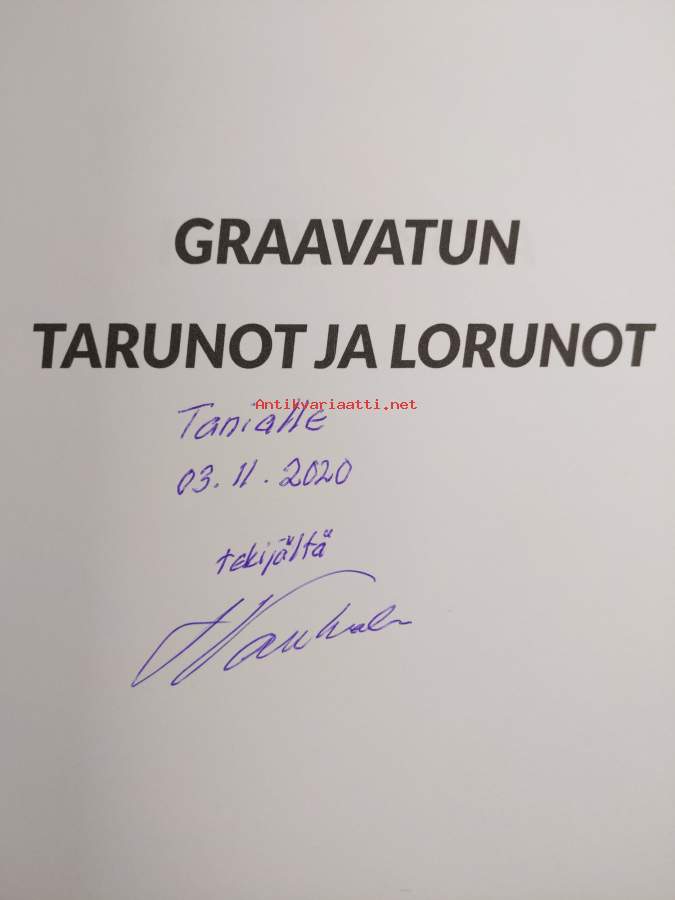 GRAAVATUN
TARUNOT JA LORUNOT
Antikvariaatti.net
Tanialle
03.11.2020
tekijältä